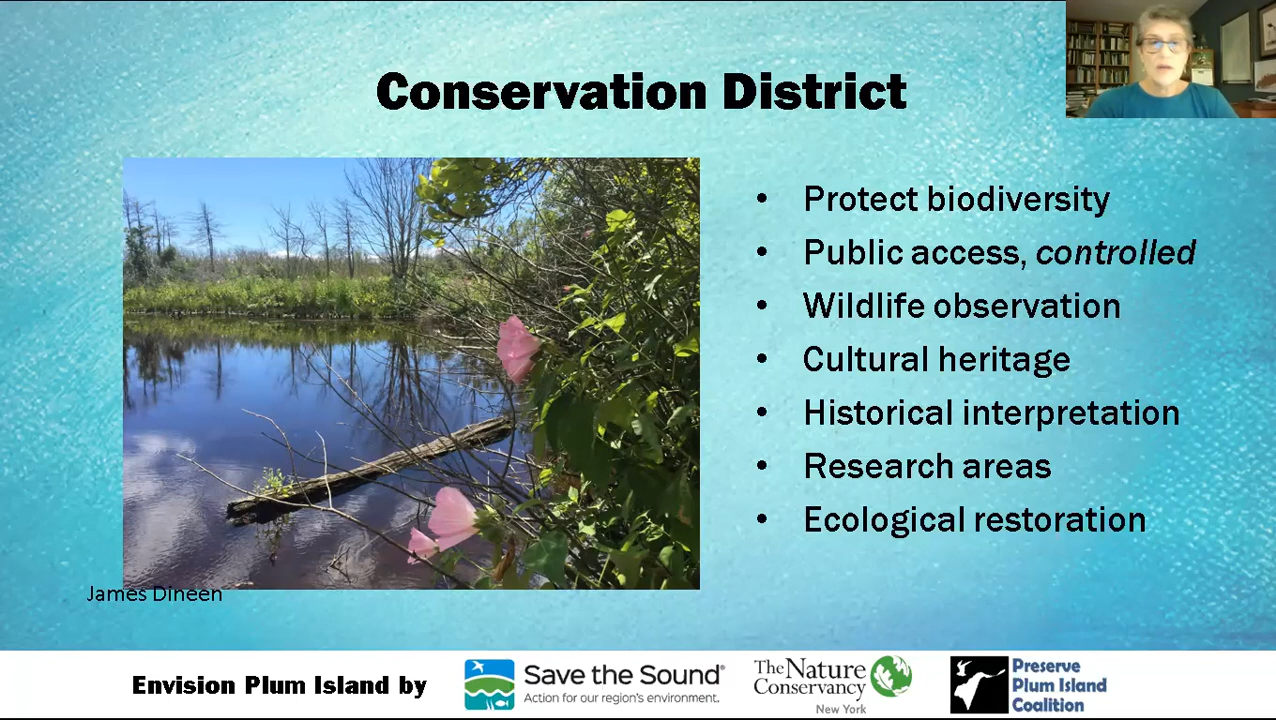 Conservation District
• Protect biodiversity
• Public access, controlled
• Wildlife observation
• Cultural heritage
• Historical interpretation
• Research areas
• Ecological restoration
James Dineen
Envision Plum Island by
Save the Sound®
Action for our region's environment.
The Nature
Conservancy
New York
Preserve
Plum Island
Coalition